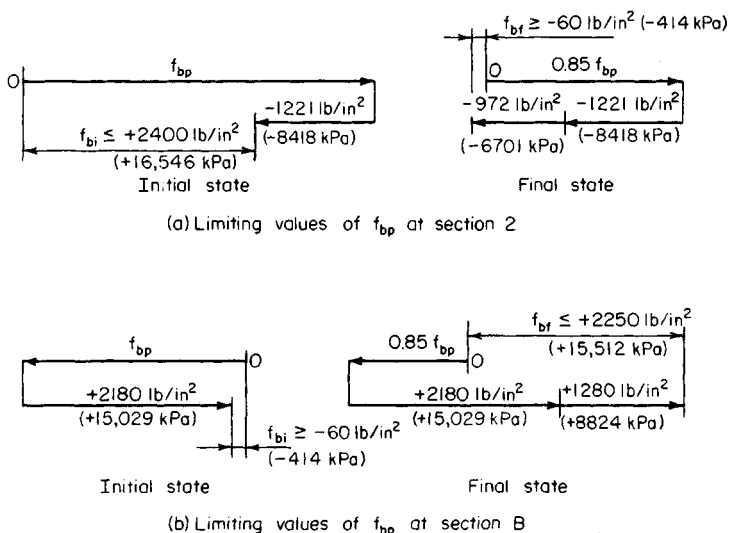 f_bf ≥ -60 lb/in² (-414 kPa)
f_bp
O
O
0.85 f_bp
-1221 lb/in²
(-8418 kPa)
f_bi ≤ +2400 lb/in²
(+16,546 kPa)
-972 lb/in²
(-6701 kPa)
-1221 lb/in²
(-8418 kPa)
Initial state
Final state
(a) Limiting values of f_bp at section 2
f_bp
O
+2180 lb/in²
(+15,029 kPa)
f_bi ≥ -60 lb/in²
(-414 kPa)
f_bf ≤ +2250 lb/in²
(+15,512 kPa)
0.85 f_bp
O
+2180 lb/in²
(+15,029 kPa)
+1280 lb/in²
(+8824 kPa)
Initial state
Final state
(b) Limiting values of f_bp at section B